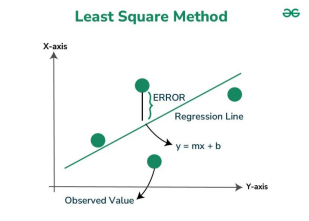 Least Square Method
X-axis
ERROR
Regression Line
y = mx + b
Y-axis
Observed Value